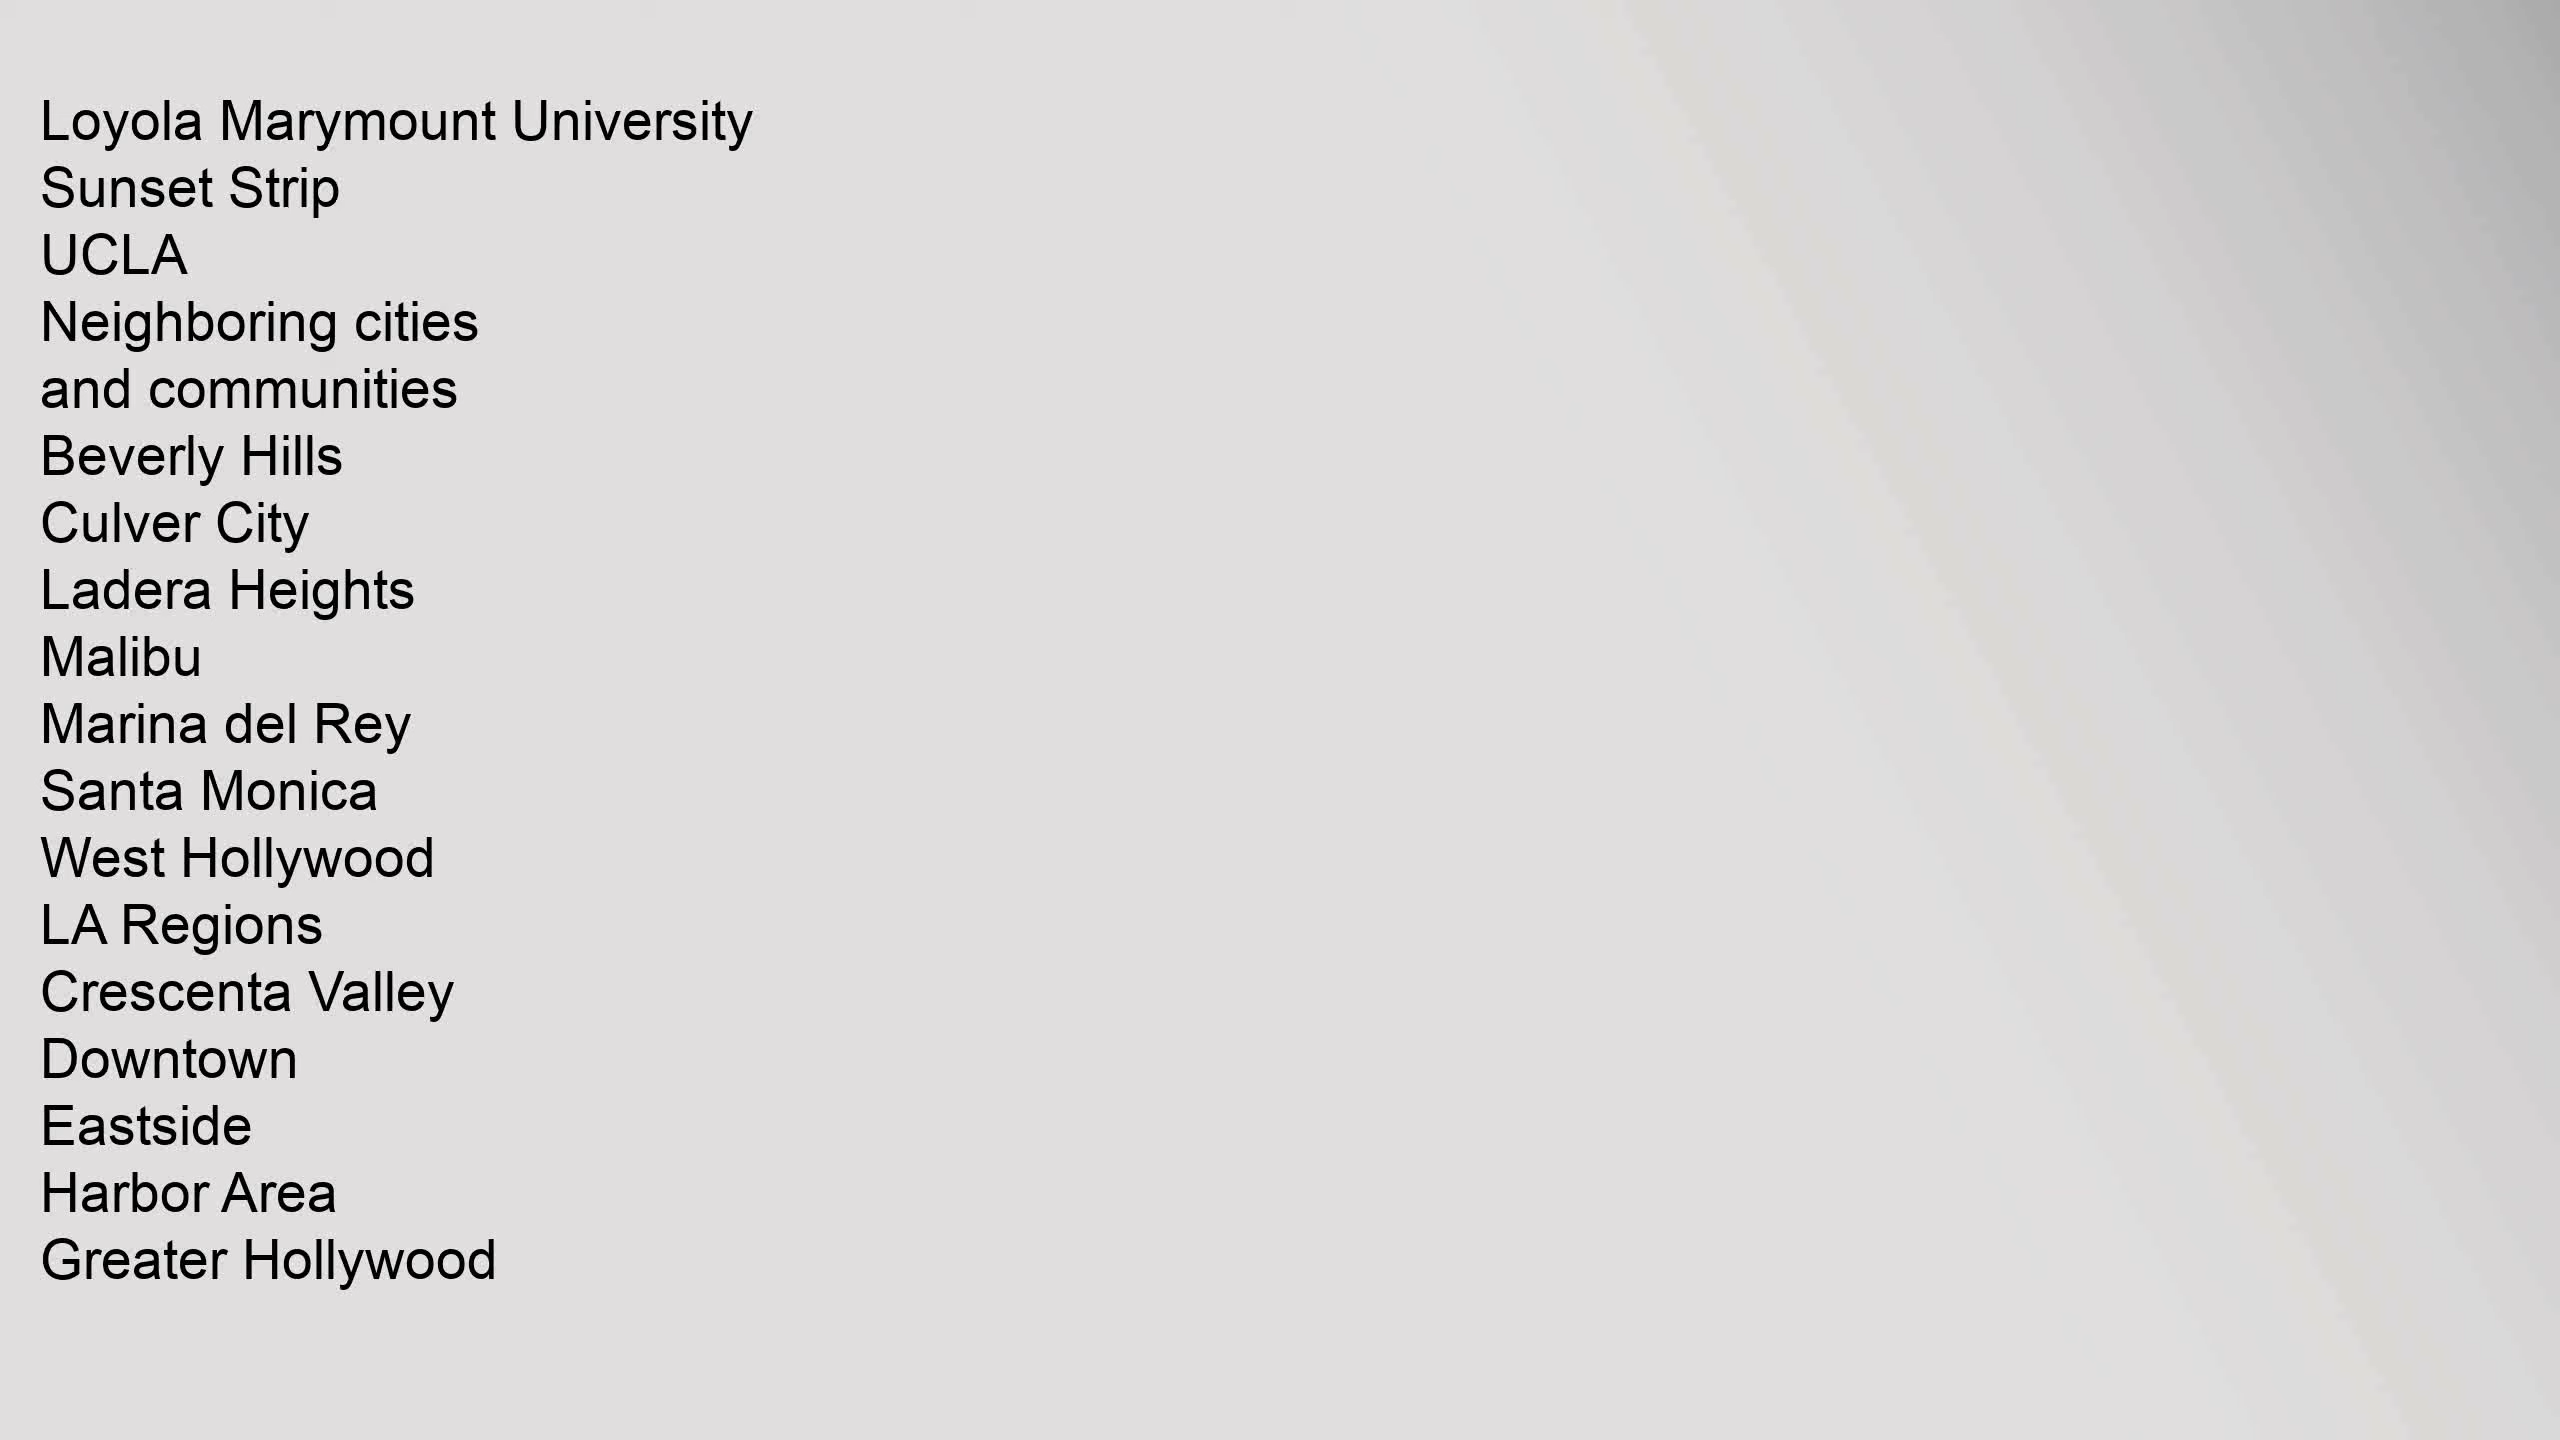 Loyola Marymount University
Sunset Strip
UCLA
Neighboring cities
and communities
Beverly Hills
Culver City
Ladera Heights
Malibu
Marina del Rey
Santa Monica
West Hollywood
LA Regions
Crescenta Valley
Downtown
Eastside
Harbor Area
Greater Hollywood